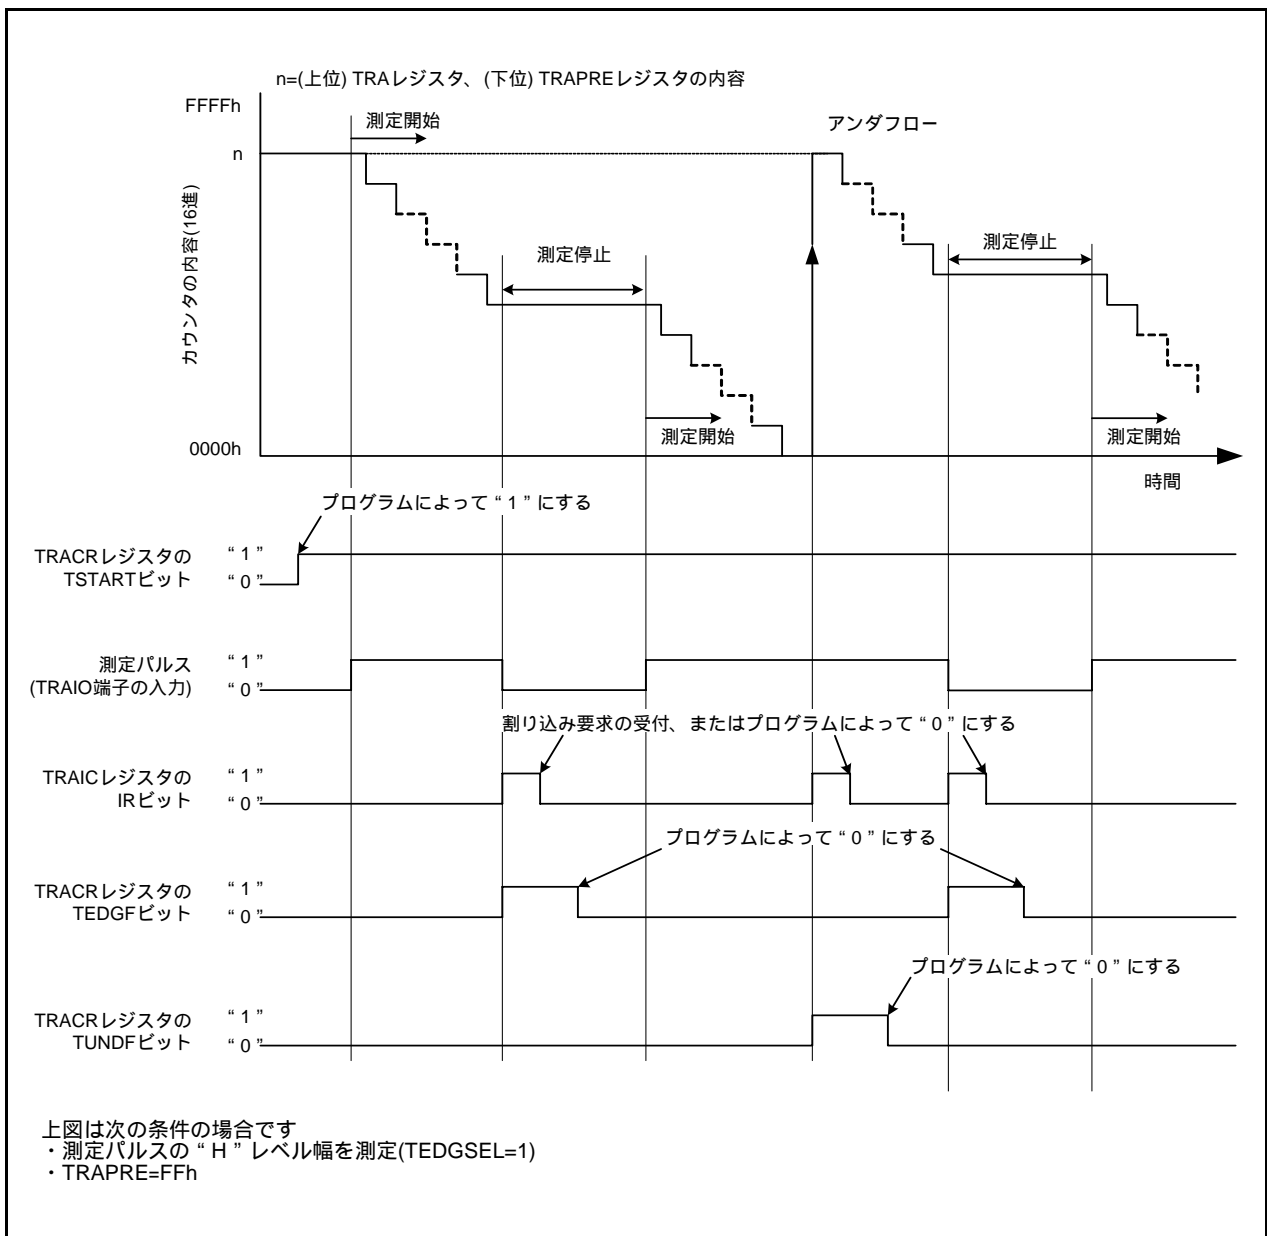 n=(上位) TRAレジスタ、(下位) TRAPREレジスタの内容
FFFFh
測定開始
アンダフロー
n
カウンタの内容(16進)
測定停止
測定停止
測定開始
測定開始
0000h
時間
プログラムによって“1”にする
TRACRレジスタの
TSTARTビット
“1”
“0”
測定パルス
(TRAIO端子の入力)
“1”
“0”
割り込み要求の受付、またはプログラムによって“0”にする
TRAICレジスタの
IRビット
“1”
“0”
プログラムによって“0”にする
TRACRレジスタの
TEDGFビット
“1”
“0”
プログラムによって“0”にする
TRACRレジスタの
TUNDFビット
“1”
“0”
上図は次の条件の場合です
・測定パルスの“H”レベル幅を測定(TEDGSEL=1)
・TRAPRE=FFh